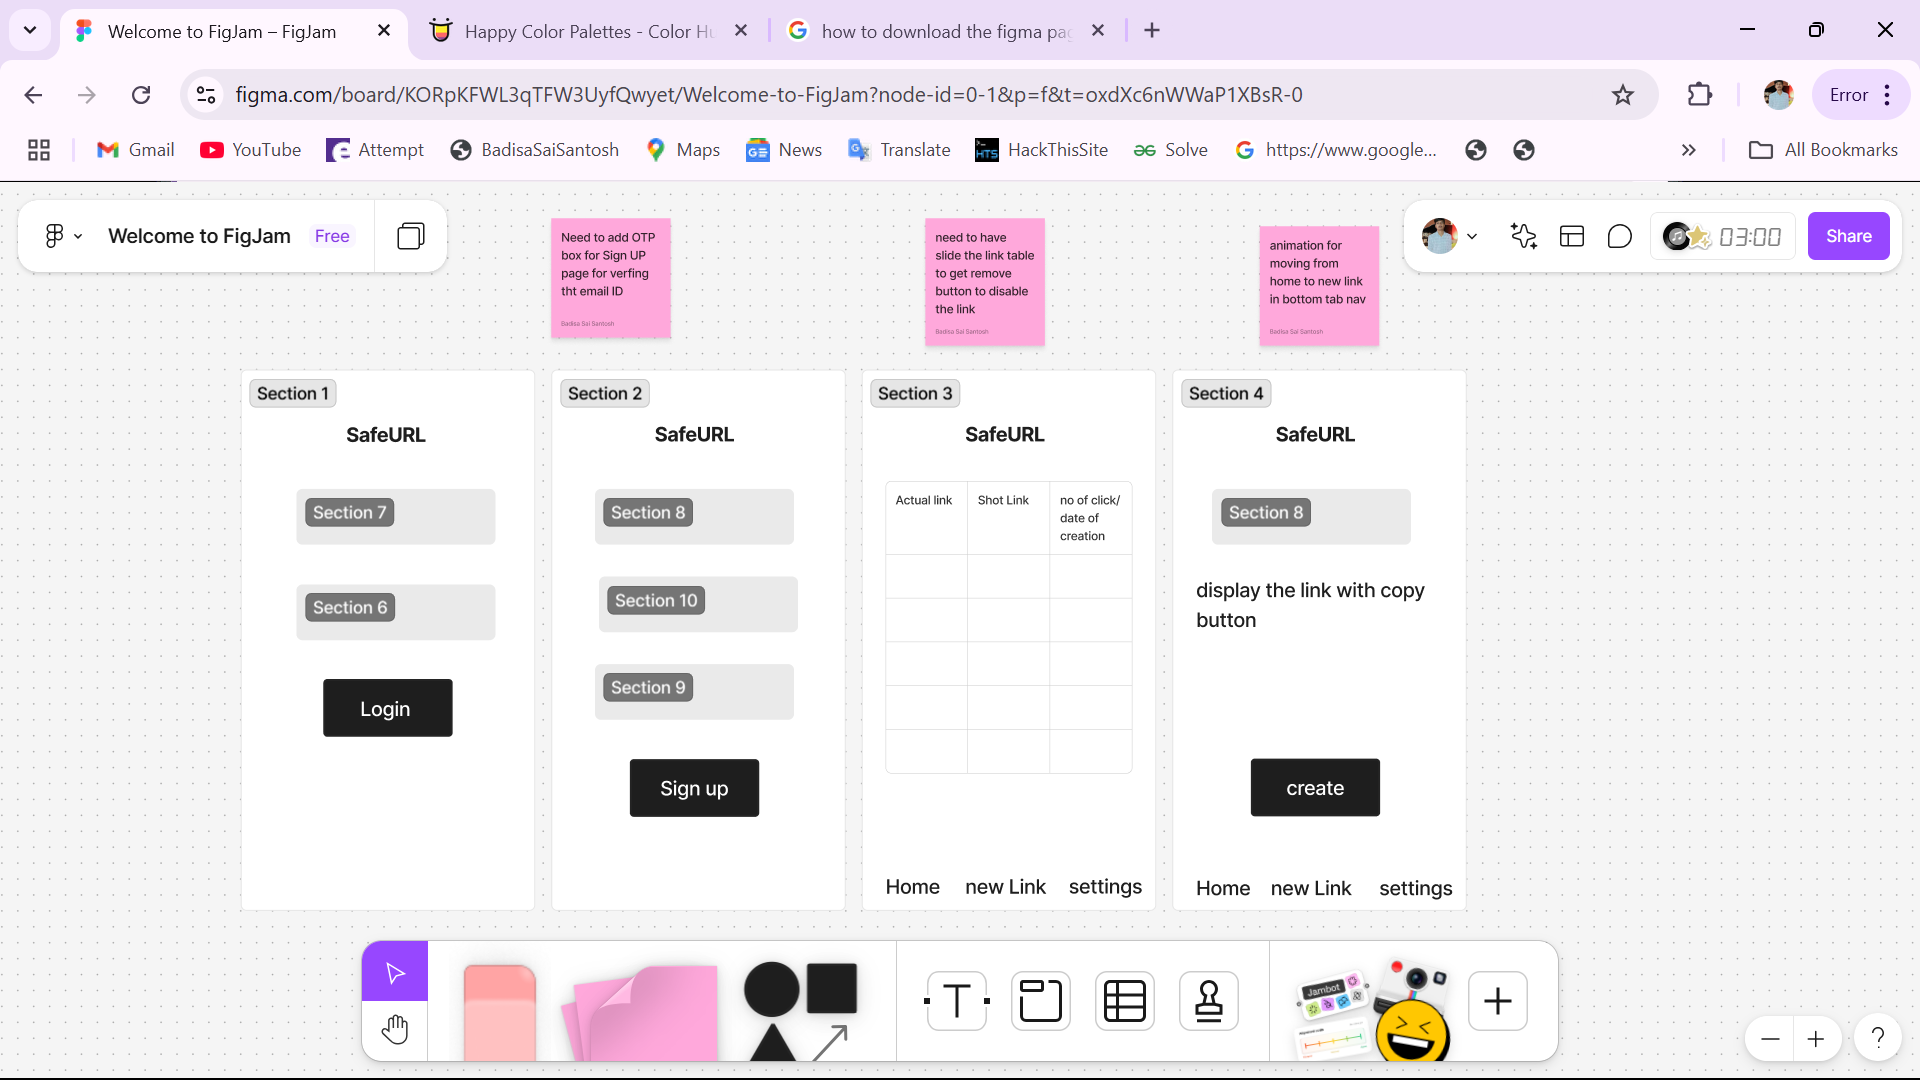 Welcome to FigJam – FigJam
Happy Color Palettes - Color Hu
how to download the figma pag
figma.com/board/KORpKFWL3qTFW3UyfQwyet/Welcome-to-FigJam?node-id=0-1&p=f&t=oxdXc6nWWaP1XBsR-0
Error
Gmail
YouTube
Attempt
BadisaSaiSantosh
Maps
News
Translate
HTS
HackThisSite
Solve
https://www.google...
All Bookmarks
Welcome to FigJam
Free
03:00
Share
Need to add OTP
box for Sign UP
page for verfing
tht email ID
Badisa Sai Santosh
need to have
slide the link table
to get remove
button to disable
the link
Badisa Sai Santosh
animation for
moving from
home to new link
in bottom tab nav
Badisa Sai Santosh
Section 1
SafeURL
Section 7
Section 6
Login
Section 2
SafeURL
Section 8
Section 10
Section 9
Sign up
Section 3
SafeURL
Actual link
Shot Link
no of click/
date of
creation
Home
new Link
settings
Section 4
SafeURL
Section 8
display the link with copy
button
create
Home
new Link
settings
T
Jambot
?